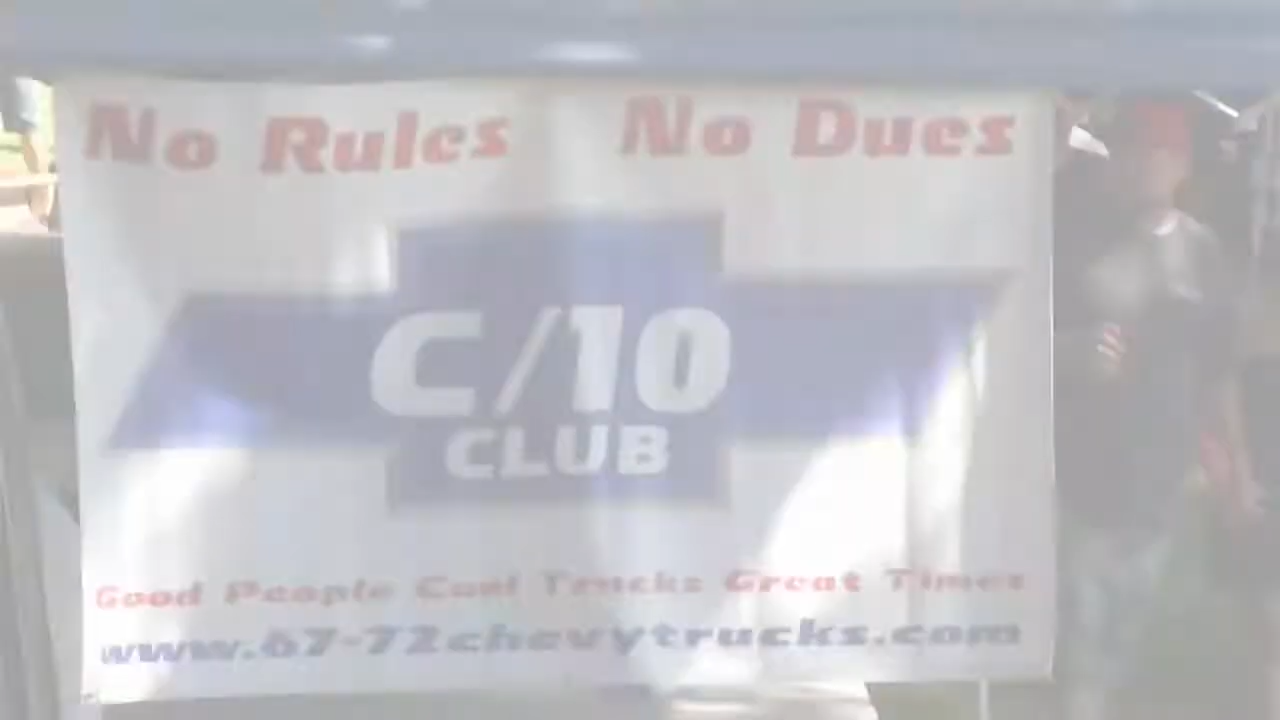 No Rules No Dues
C/10
CLUB
Good People Cool Trucks Great Times
www.67-72chevytrucks.com